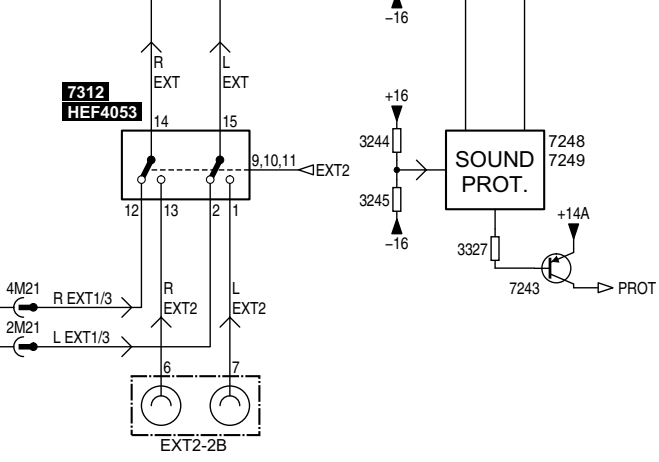 –16
R
EXT
L
EXT
7312
HEF4053
14
15
9,10,11
EXT2
12
13
2
1
+16
3244
3245
–16
SOUND
PROT.
7248
7249
+14A
3327
7243
PROT
4M21
R EXT1/3
2M21
L EXT1/3
R
EXT2
L
EXT2
6
7
EXT2-2B